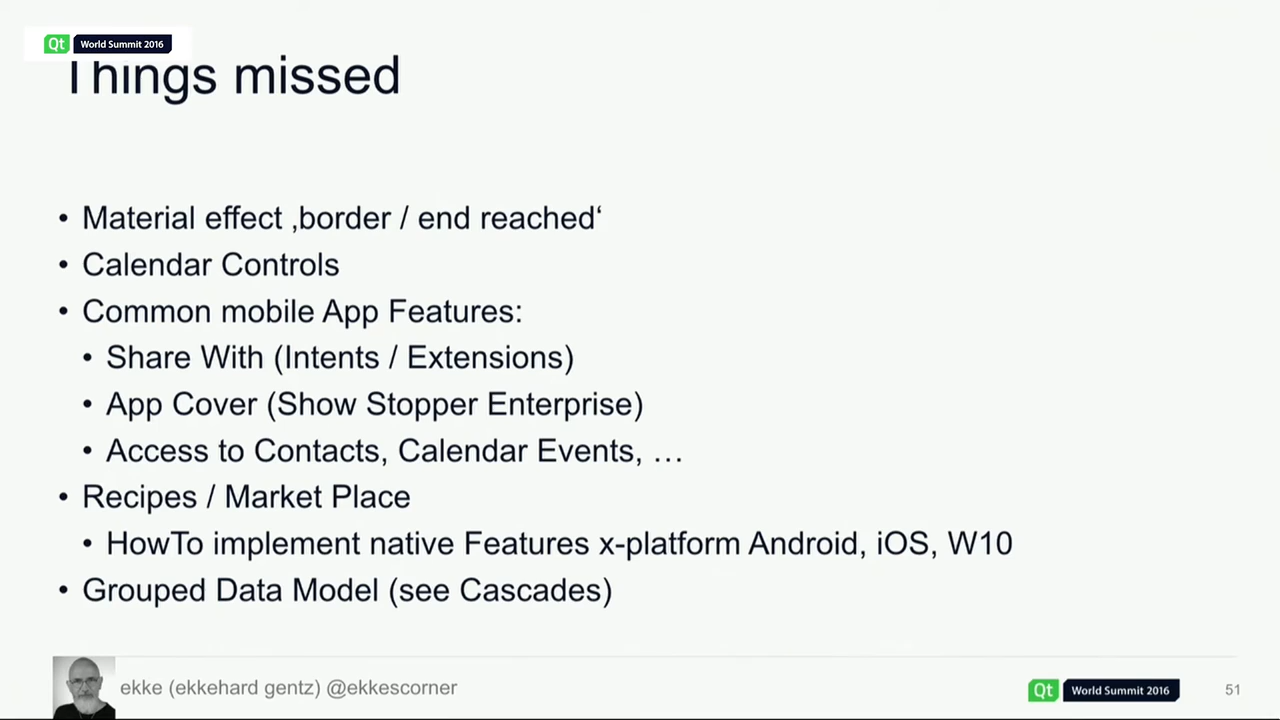 Qt World Summit 2016
Things missed
• Material effect ‚border / end reached‘
• Calendar Controls
• Common mobile App Features:
• Share With (Intents / Extensions)
• App Cover (Show Stopper Enterprise)
• Access to Contacts, Calendar Events, …
• Recipes / Market Place
• HowTo implement native Features x-platform Android, iOS, W10
• Grouped Data Model (see Cascades)
ekke (ekkehard gentz) @ekkescorner
Qt World Summit 2016
51